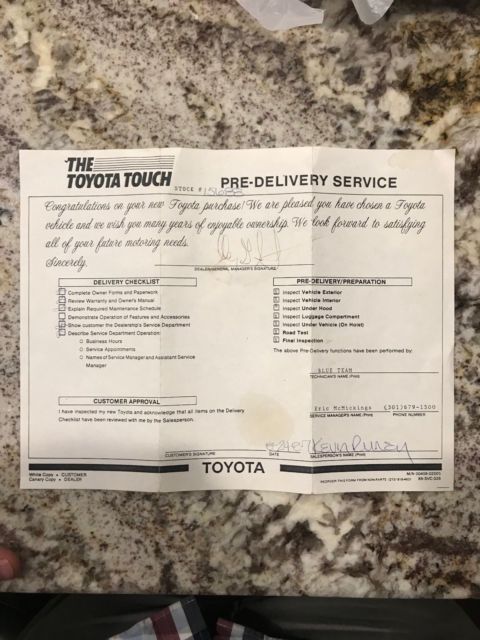 THE
TOYOTA TOUCH
STOCK #
PRE-DELIVERY SERVICE
Congratulations on your new Toyota purchase! We are pleased you have chosen a Toyota
vehicle and we wish you many years of enjoyable ownership. We look forward to satisfying
all of your future motoring needs.
Sincerely,
DEALER/GENERAL MANAGER'S SIGNATURE
DELIVERY CHECKLIST
Complete Owner Forms and Paperwork
Review Warranty and Owner's Manual
Explain Required Maintenance Schedule
Demonstrate Operation of Features and Accessories
Show customer the Dealership's Service Department
Describe Service Department Operation:
Business Hours
Service Appointments
Names of Service Manager and Assistant Service
Manager
PRE-DELIVERY/PREPARATION
Inspect Vehicle Exterior
Inspect Vehicle Interior
Inspect Under Hood
Inspect Luggage Compartment
Inspect Under Vehicle (On Hoist)
Road Test
Final Inspection
The above Pre-Delivery functions have been performed by:
BLUE TEAM
TECHNICIAN'S NAME (Print)
CUSTOMER APPROVAL
I have inspected my new Toyota and acknowledge that all items on the Delivery
Checklist have been reviewed with me by the Salesperson.
Eric McMickings (301)679-1500
SERVICE MANAGER'S NAME (Print) PHONE NUMBER
CUSTOMER'S SIGNATURE
DATE
SALESPERSON'S NAME (Print)
TOYOTA
White Copy CUSTOMER
Canary Copy DEALER